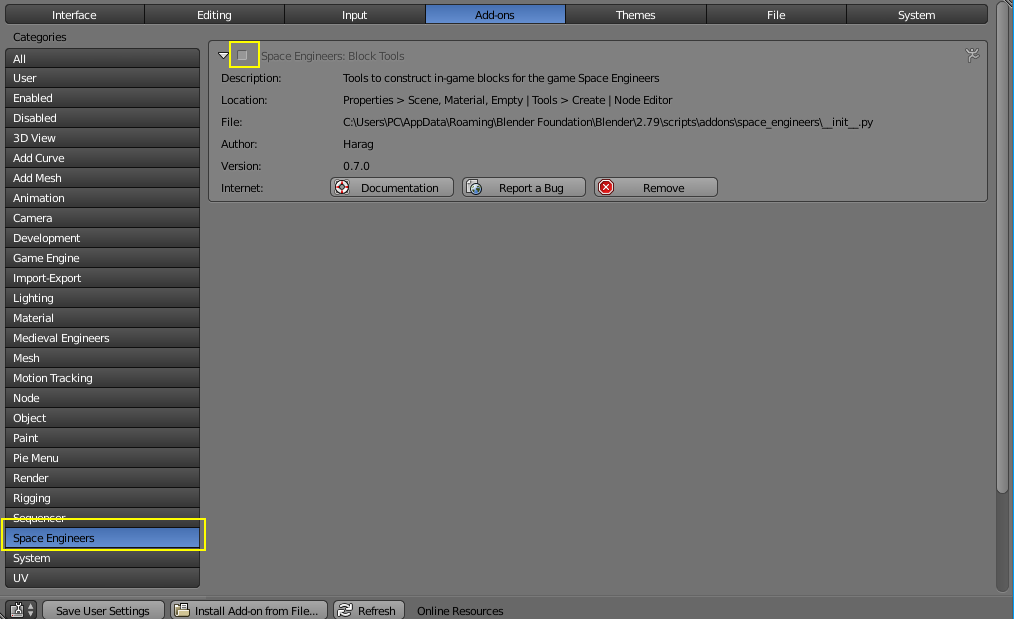 Interface Editing Input Add-ons Themes File System
Categories
All
User
Enabled
Disabled
3D View
Add Curve
Add Mesh
Animation
Camera
Development
Game Engine
Import-Export
Lighting
Material
Medieval Engineers
Mesh
Motion Tracking
Node
Object
Paint
Pie Menu
Render
Rigging
Sequencer
Space Engineers
System
UV
Space Engineers: Block Tools
Description: Tools to construct in-game blocks for the game Space Engineers
Location: Properties > Scene, Material, Empty | Tools > Create | Node Editor
File: C:\Users\PC\AppData\Roaming\Blender Foundation\Blender\2.79\scripts\addons\space_engineers\__init__.py
Author: Harag
Version: 0.7.0
Internet: Documentation Report a Bug Remove
Save User Settings Install Add-on from File... Refresh Online Resources